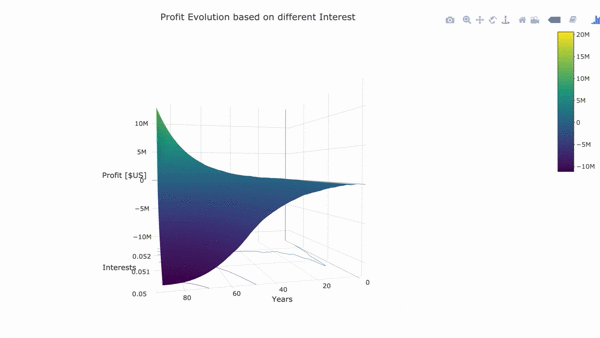 Profit Evolution based on different Interest
20M
15M
10M
5M
0
−5M
−10M
10M
5M
Profit [$US]
0
−5M
−10M
0.052
Interests
0.051
0.05
80
60
40
20
0
Years